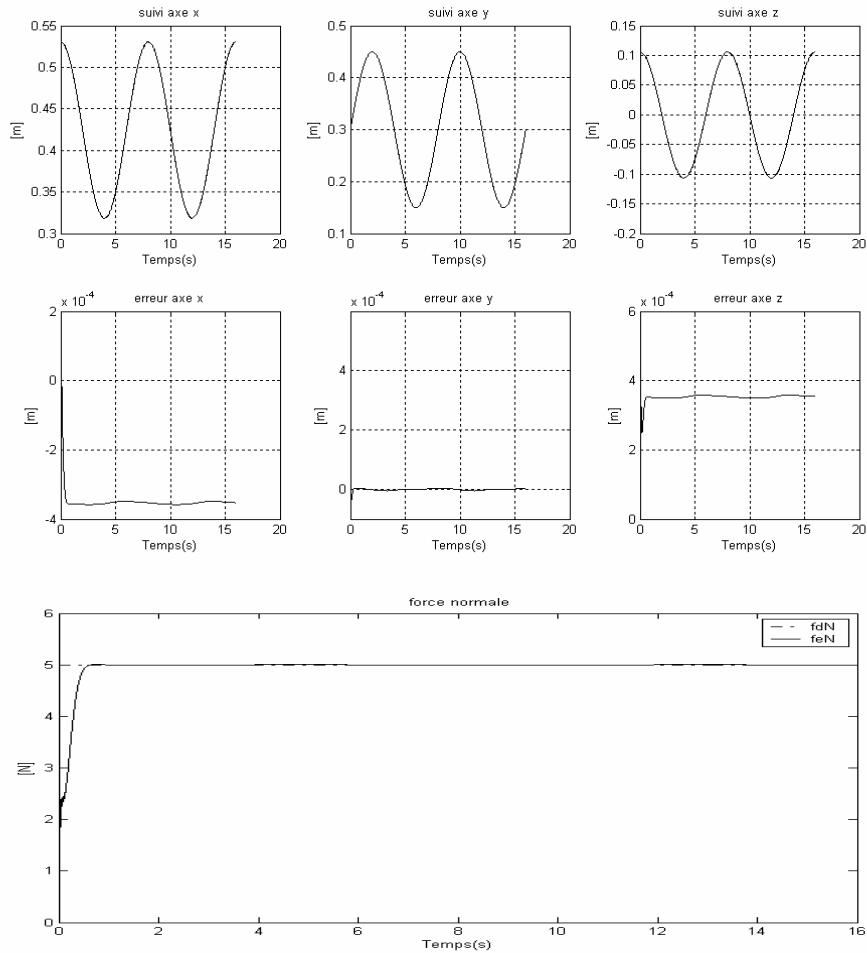 suivi axe x
0.55
0.5
0.45
0.4
0.35
0.3
[m]
0
5
10
15
20
Temps(s)
suivi axe y
0.5
0.4
0.3
0.2
0.1
[m]
0
5
10
15
20
Temps(s)
suivi axe z
0.15
0.1
0.05
0
-0.05
-0.1
-0.15
-0.2
[m]
0
5
10
15
20
Temps(s)
x 10-4
erreur axe x
2
0
-2
-4
[m]
0
5
10
15
20
Temps(s)
x 10-4
erreur axe y
4
2
0
[m]
0
5
10
15
20
Temps(s)
x 10-4
erreur axe z
6
4
2
0
[m]
0
5
10
15
20
Temps(s)
force normale
6
5
4
3
2
1
0
[N]
fdN
feN
0
2
4
6
8
10
12
14
16
Temps(s)